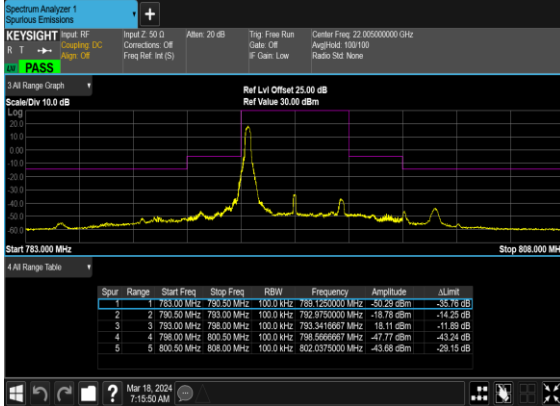 Spectrum Analyzer 1
Spurious Emissions
+
KEYSIGHT Input: RF Input Z: 50 Ω Atten: 20 dB Trig: Free Run Center Freq: 22.005000000 GHz
R T Coupling: DC Corrections: Off Gate: Off Avg|Hold: 100/100
Align: Off Freq Ref: Int (S) IF Gain: Low Radio Std: None
PASS
3 All Range Graph
Ref Lvl Offset 25.00 dB
Scale/Div 10.0 dB Ref Value 30.00 dBm
Log
20.0
10.0
0.00
-10.0
-20.0
-30.0
-40.0
-50.0
-60.0
Start 783.000 MHz Stop 808.000 MHz
4 All Range Table
Spur Range Start Freq Stop Freq RBW Frequency Amplitude ΔLimit
1 1 783.00 MHz 790.50 MHz 100.0 kHz 789.1250000 MHz -50.29 dBm -35.76 dB
2 2 790.50 MHz 793.00 MHz 100.0 kHz 792.9750000 MHz -18.78 dBm -14.25 dB
3 3 793.00 MHz 798.00 MHz 100.0 kHz 793.3416667 MHz 18.11 dBm -11.89 dB
4 4 798.00 MHz 800.50 MHz 100.0 kHz 798.5666667 MHz -47.77 dBm -43.24 dB
5 5 800.50 MHz 808.00 MHz 100.0 kHz 802.0375000 MHz -43.68 dBm -29.15 dB
? Mar 18, 2024
7:15:50 AM